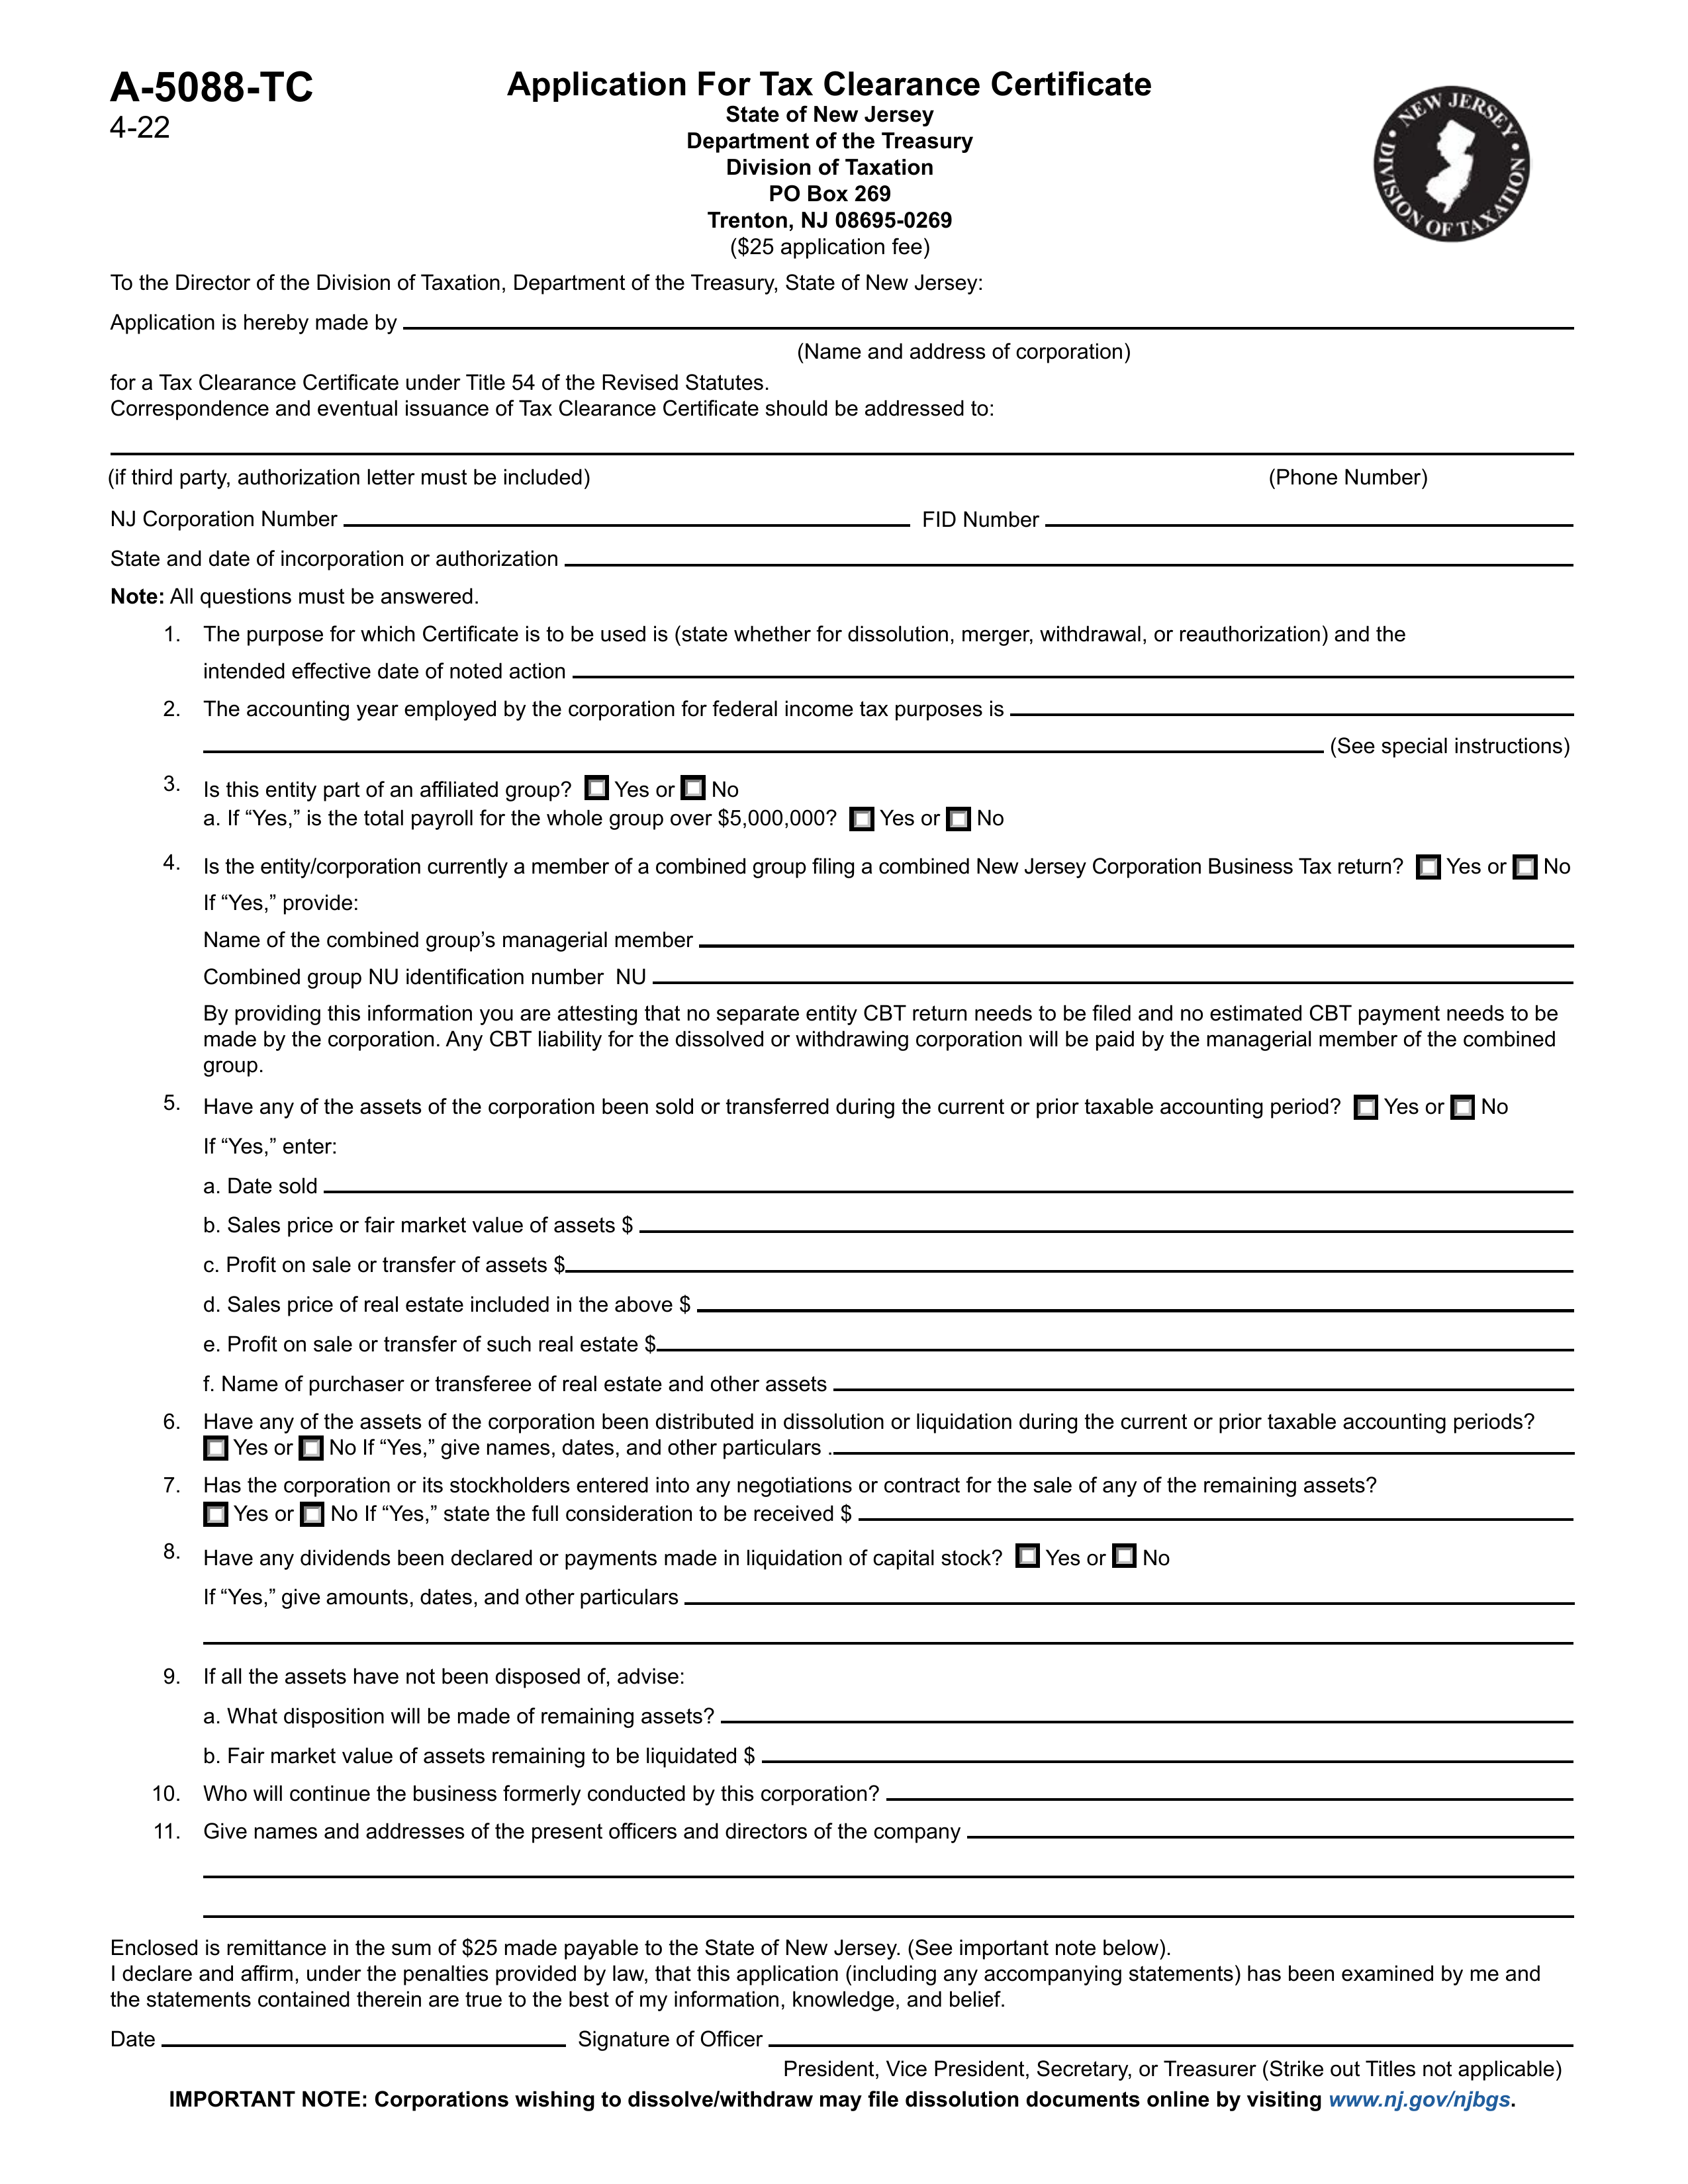 A-5088-TC
4-22
Application For Tax Clearance Certificate
State of New Jersey
Department of the Treasury
Division of Taxation
PO Box 269
Trenton, NJ 08695-0269
($25 application fee)
• NEW JERSEY •
DIVISION OF TAXATION
To the Director of the Division of Taxation, Department of the Treasury, State of New Jersey:
Application is hereby made by
(Name and address of corporation)
for a Tax Clearance Certificate under Title 54 of the Revised Statutes.
Correspondence and eventual issuance of Tax Clearance Certificate should be addressed to:
(if third party, authorization letter must be included) (Phone Number)
NJ Corporation Number FID Number
State and date of incorporation or authorization
Note: All questions must be answered.
1. The purpose for which Certificate is to be used is (state whether for dissolution, merger, withdrawal, or reauthorization) and the
intended effective date of noted action
2. The accounting year employed by the corporation for federal income tax purposes is
(See special instructions)
3. Is this entity part of an affiliated group? Yes or No
a. If “Yes,” is the total payroll for the whole group over $5,000,000? Yes or No
4. Is the entity/corporation currently a member of a combined group filing a combined New Jersey Corporation Business Tax return? Yes or No
If “Yes,” provide:
Name of the combined group’s managerial member
Combined group NU identification number NU
By providing this information you are attesting that no separate entity CBT return needs to be filed and no estimated CBT payment needs to be
made by the corporation. Any CBT liability for the dissolved or withdrawing corporation will be paid by the managerial member of the combined
group.
5. Have any of the assets of the corporation been sold or transferred during the current or prior taxable accounting period? Yes or No
If “Yes,” enter:
a. Date sold
b. Sales price or fair market value of assets $
c. Profit on sale or transfer of assets $
d. Sales price of real estate included in the above $
e. Profit on sale or transfer of such real estate $
f. Name of purchaser or transferee of real estate and other assets
6. Have any of the assets of the corporation been distributed in dissolution or liquidation during the current or prior taxable accounting periods?
Yes or No If “Yes,” give names, dates, and other particulars .
7. Has the corporation or its stockholders entered into any negotiations or contract for the sale of any of the remaining assets?
Yes or No If “Yes,” state the full consideration to be received $
8. Have any dividends been declared or payments made in liquidation of capital stock? Yes or No
If “Yes,” give amounts, dates, and other particulars
9. If all the assets have not been disposed of, advise:
a. What disposition will be made of remaining assets?
b. Fair market value of assets remaining to be liquidated $
10. Who will continue the business formerly conducted by this corporation?
11. Give names and addresses of the present officers and directors of the company
Enclosed is remittance in the sum of $25 made payable to the State of New Jersey. (See important note below).
I declare and affirm, under the penalties provided by law, that this application (including any accompanying statements) has been examined by me and
the statements contained therein are true to the best of my information, knowledge, and belief.
Date Signature of Officer
President, Vice President, Secretary, or Treasurer (Strike out Titles not applicable)
IMPORTANT NOTE: Corporations wishing to dissolve/withdraw may file dissolution documents online by visiting www.nj.gov/njbgs.